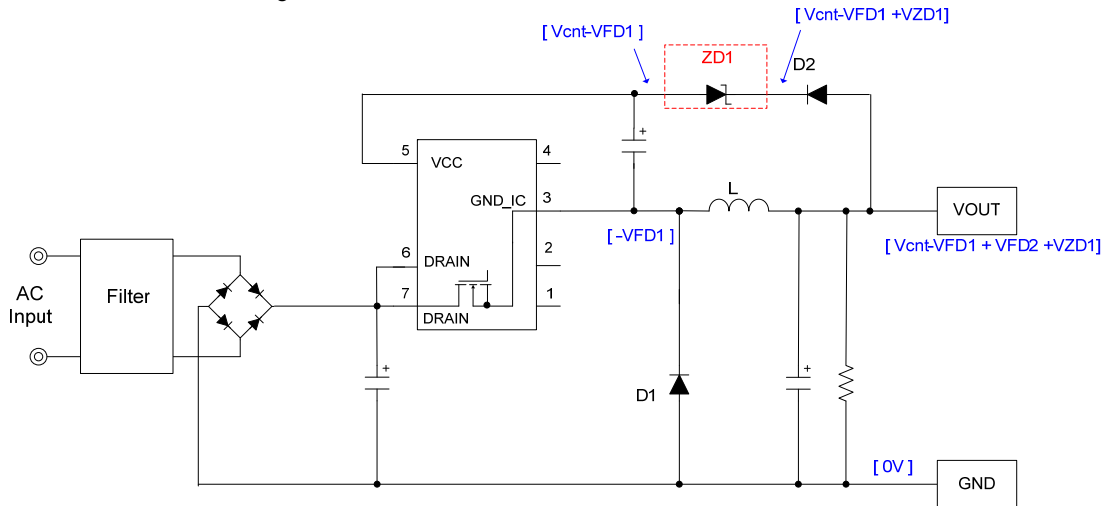 [ Vcnt-VFD1 ]
[ Vcnt-VFD1 +VZD1]
ZD1
D2
+
5
VCC
4
GND_IC
3
L
VOUT
[ -VFD1 ]
[ Vcnt-VFD1 + VFD2 +VZD1]
6
DRAIN
2
7
DRAIN
1
AC
Input
Filter
+
D1
+
[ 0V ]
GND